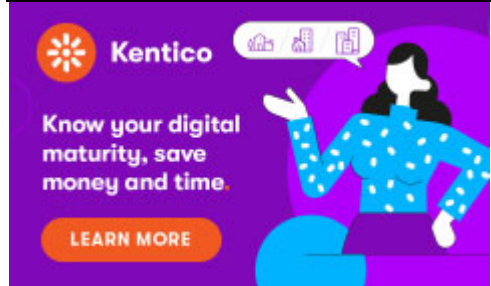 Kentico
Know your digital
maturity, save
money and time.
LEARN MORE